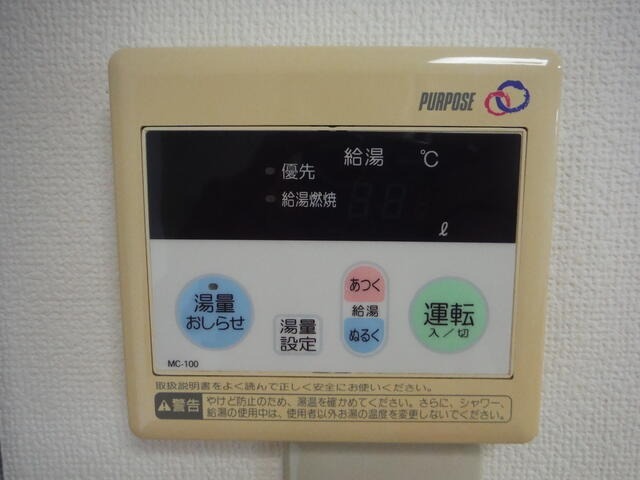 PURPOSE
給湯 ℃
優先
給湯燃焼
ℓ
湯量
おしらせ
湯量
設定
あつく
給湯
ぬるく
運転
入／切
MC-100
取扱説明書をよく読んで正しく安全にお使いください。
警告
やけど防止のため、湯温を確かめてください。さらに、シャワー、
給湯の使用中は、使用者以外お湯の温度を変更しないでください。